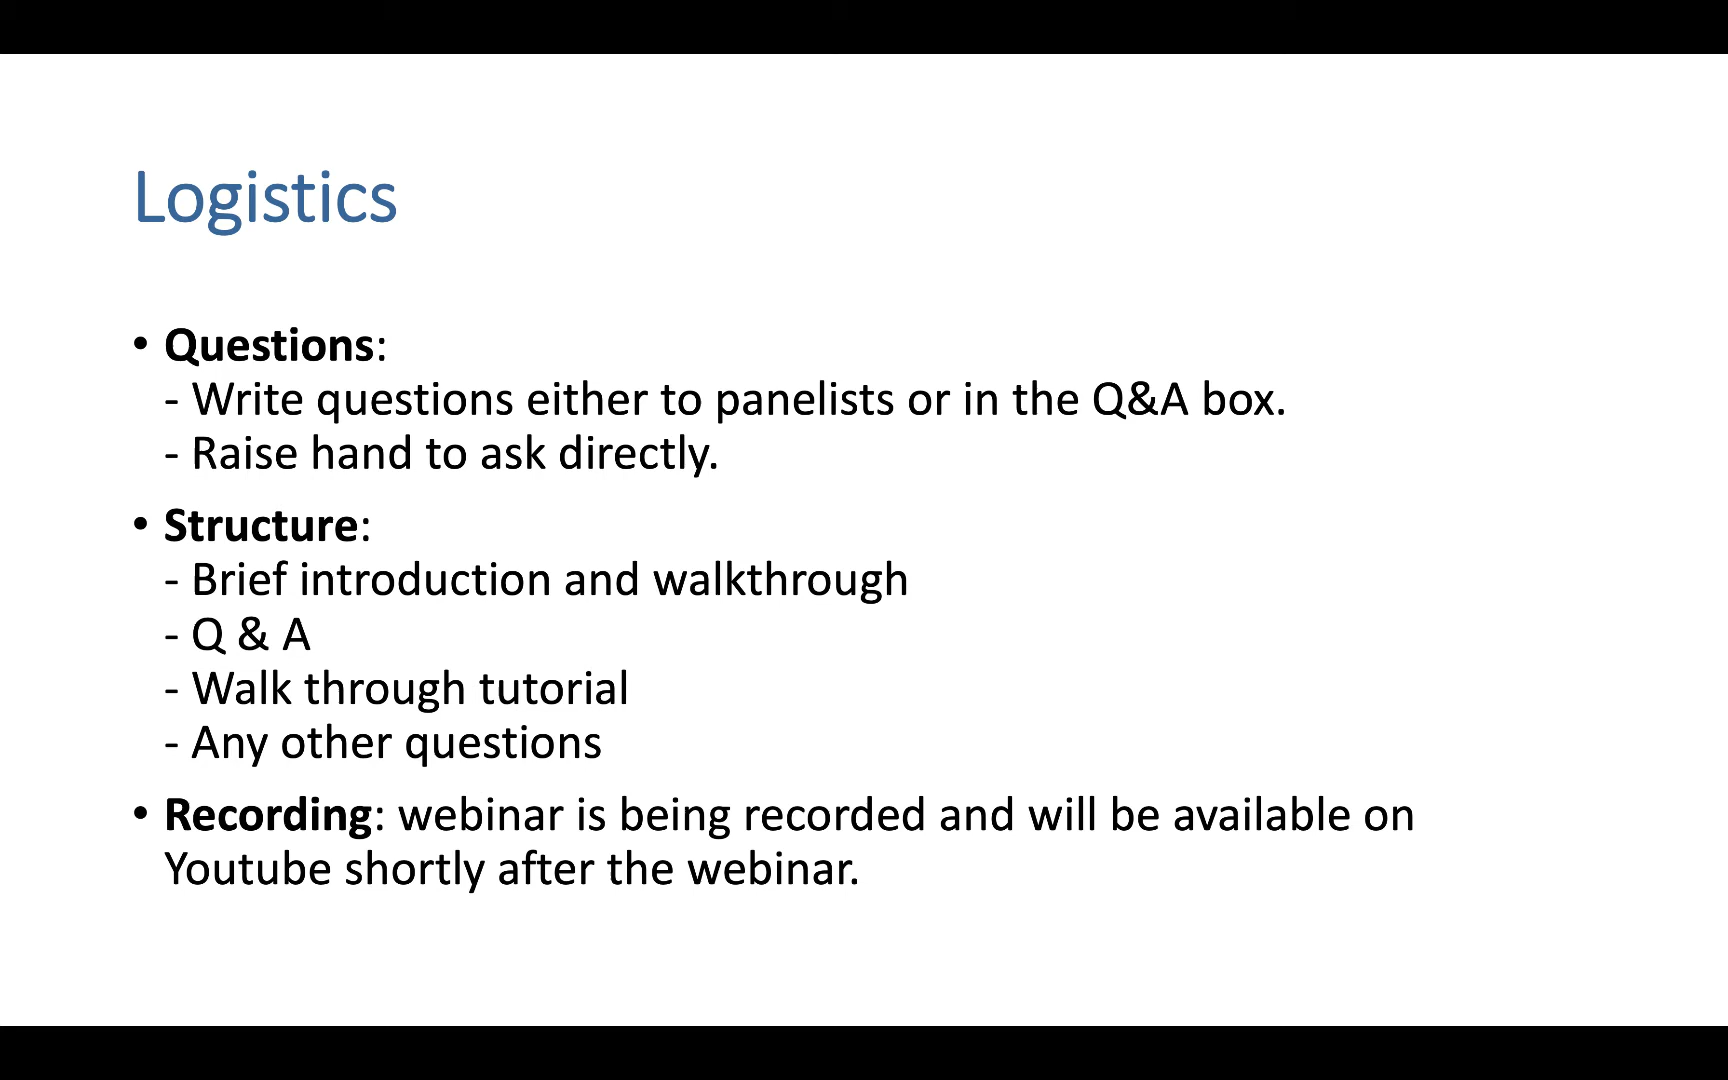 Logistics
• Questions:
- Write questions either to panelists or in the Q&A box.
- Raise hand to ask directly.
• Structure:
- Brief introduction and walkthrough
- Q & A
- Walk through tutorial
- Any other questions
• Recording: webinar is being recorded and will be available on
Youtube shortly after the webinar.